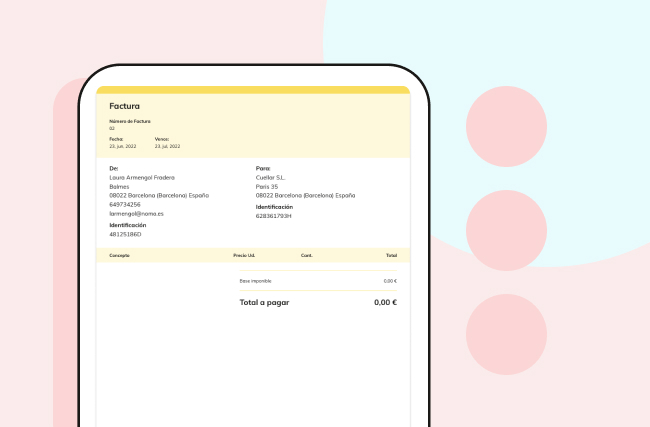 Factura
Número de Factura
02
Fecha: Vence:
23, jun, 2022 23, jul, 2022
De: Para:
Laura Armengol Fradera Cuellar S.L.
Balmes Paris 35
08022 Barcelona (Barcelona) España 08022 Barcelona (Barcelona) España
649734256 Identificación
larmengol@nome.es 628361793H
Identificación
48125186D
Concepto Precio Ud. Cant. Total
Base imponible 0,00 €
Total a pagar 0,00 €